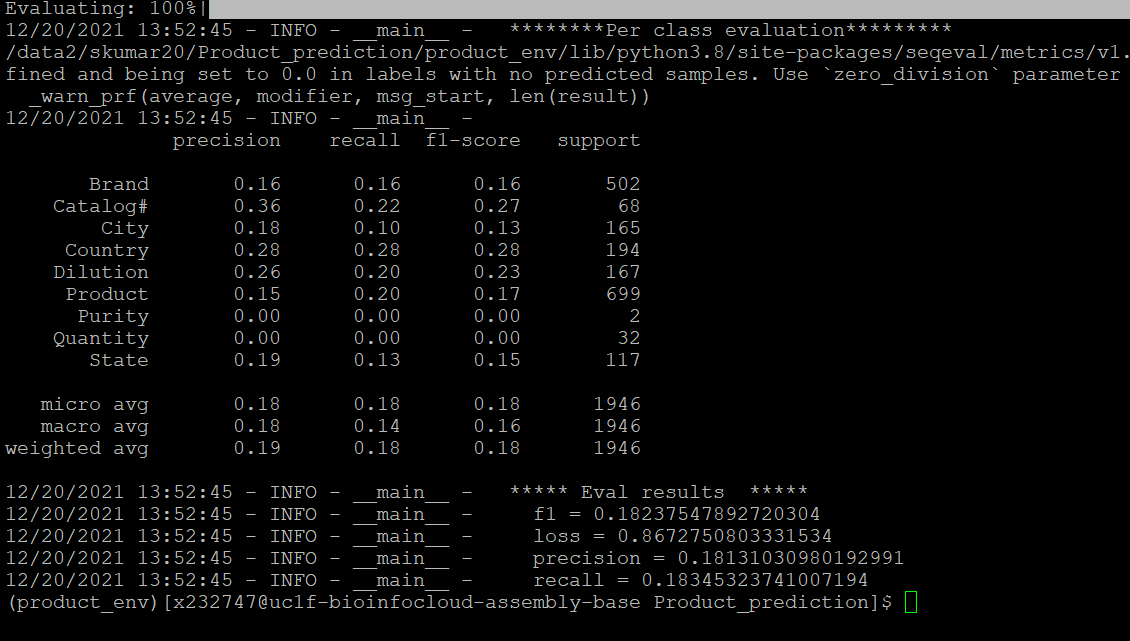 Evaluating: 100%|
12/20/2021 13:52:45 - INFO - __main__ -   ********Per class evaluation*********
/data2/skumar20/Product_prediction/product_env/lib/python3.8/site-packages/seqeval/metrics/v1.
fined and being set to 0.0 in labels with no predicted samples. Use `zero_division` parameter
  _warn_prf(average, modifier, msg_start, len(result))
12/20/2021 13:52:45 - INFO - __main__ -
              precision    recall  f1-score   support

       Brand       0.16      0.16      0.16       502
    Catalog#       0.36      0.22      0.27        68
        City       0.18      0.10      0.13       165
     Country       0.28      0.28      0.28       194
    Dilution       0.26      0.20      0.23       167
     Product       0.15      0.20      0.17       699
      Purity       0.00      0.00      0.00         2
    Quantity       0.00      0.00      0.00        32
       State       0.19      0.13      0.15       117

   micro avg       0.18      0.18      0.18      1946
   macro avg       0.18      0.14      0.16      1946
weighted avg       0.19      0.18      0.18      1946

12/20/2021 13:52:45 - INFO - __main__ -   ***** Eval results  *****
12/20/2021 13:52:45 - INFO - __main__ -     f1 = 0.18237547892720304
12/20/2021 13:52:45 - INFO - __main__ -     loss = 0.8672750803331534
12/20/2021 13:52:45 - INFO - __main__ -     precision = 0.18131030980192991
12/20/2021 13:52:45 - INFO - __main__ -     recall = 0.18345323741007194
(product_env)[x232747@uc1f-bioinfocloud-assembly-base Product_prediction]$